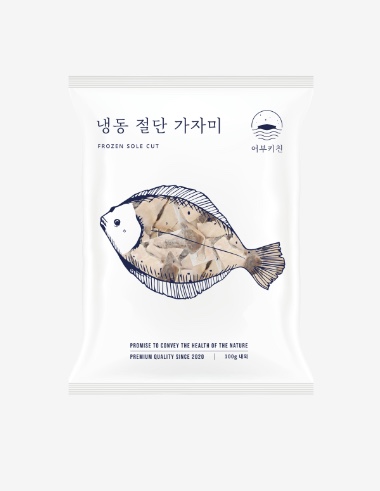 냉동 절단 가자미
FROZEN SOLE CUT
어부키친
PROMISE TO CONVEY THE HEALTH OF THE NATURE
PREMIUM QUALITY SINCE 2020 | 300g 내외